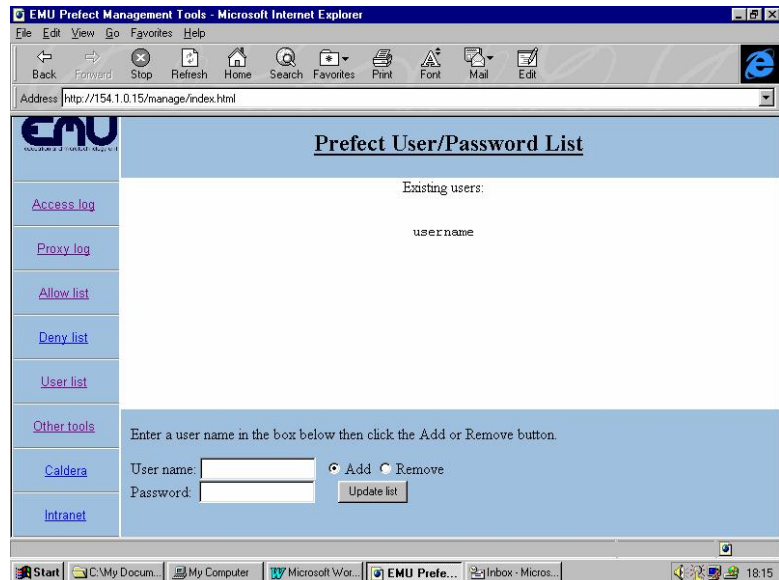 EMU Prefect Management Tools - Microsoft Internet Explorer
File Edit View Go Favorites Help
Back Forward Stop Refresh Home Search Favorites Print Font Mail Edit
Address http://154.1.0.15/manage/index.html
EMU
Prefect User/Password List
Existing users:
username
Access log
Proxy log
Allow list
Deny list
User list
Other tools
Caldera
Intranet
Enter a user name in the box below then click the Add or Remove button.
User name: Add Remove
Password: Update list
Start C:\My Docum... My Computer Microsoft Wor... EMU Prefe... Inbox - Micros... 18:15